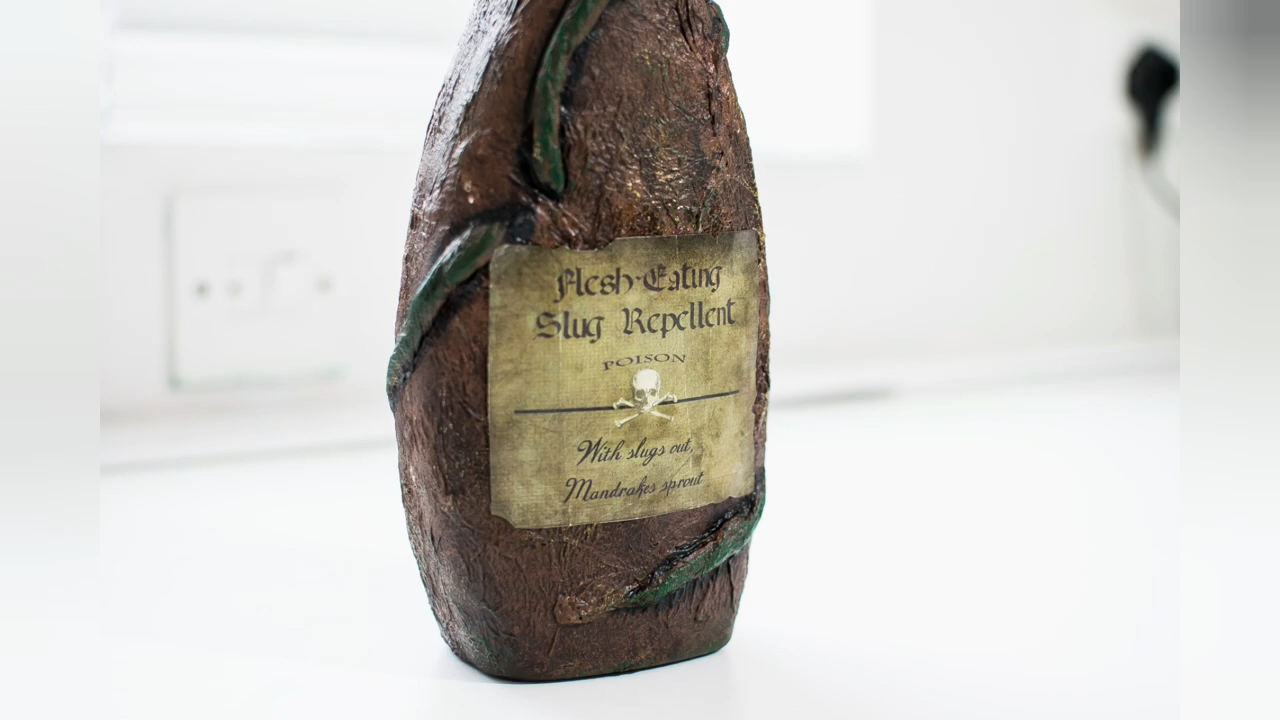 Flesh-Eating
Slug Repellent
POISON
With slugs out,
Mandrakes sprout